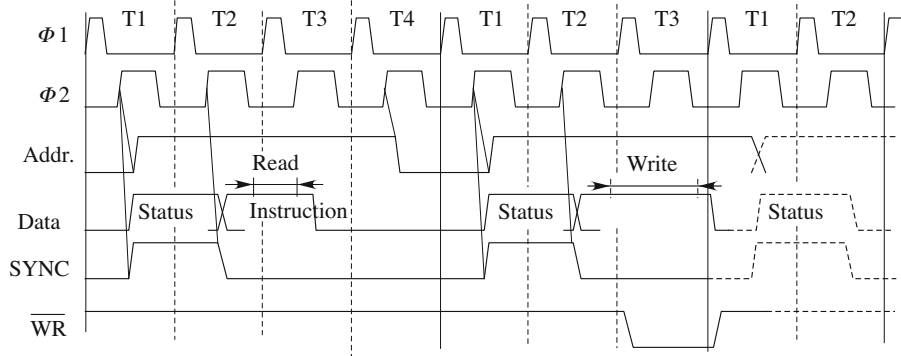 T1 T2 T3 T4 T1 T2 T3 T1 T2
Φ1
Φ2
Addr.
Read Write
Data Status Instruction Status Status
SYNC
W̅R̅